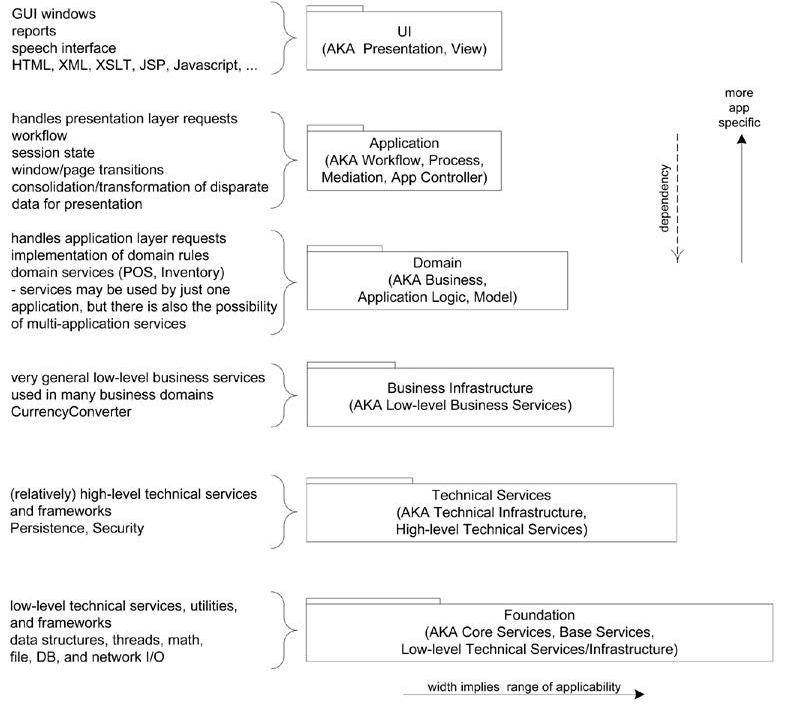 GUI windows
reports
speech interface
HTML, XML, XSLT, JSP, Javascript, ...
UI
(AKA Presentation, View)
handles presentation layer requests
workflow
session state
window/page transitions
consolidation/transformation of disparate
data for presentation
Application
(AKA Workflow, Process,
Mediation, App Controller)
dependency
more
app
specific
handles application layer requests
implementation of domain rules
domain services (POS, Inventory)
- services may be used by just one
application, but there is also the possibility
of multi-application services
Domain
(AKA Business,
Application Logic, Model)
very general low-level business services
used in many business domains
CurrencyConverter
Business Infrastructure
(AKA Low-level Business Services)
(relatively) high-level technical services
and frameworks
Persistence, Security
Technical Services
(AKA Technical Infrastructure,
High-level Technical Services)
low-level technical services, utilities,
and frameworks
data structures, threads, math,
file, DB, and network I/O
Foundation
(AKA Core Services, Base Services,
Low-level Technical Services/Infrastructure)
width implies range of applicability